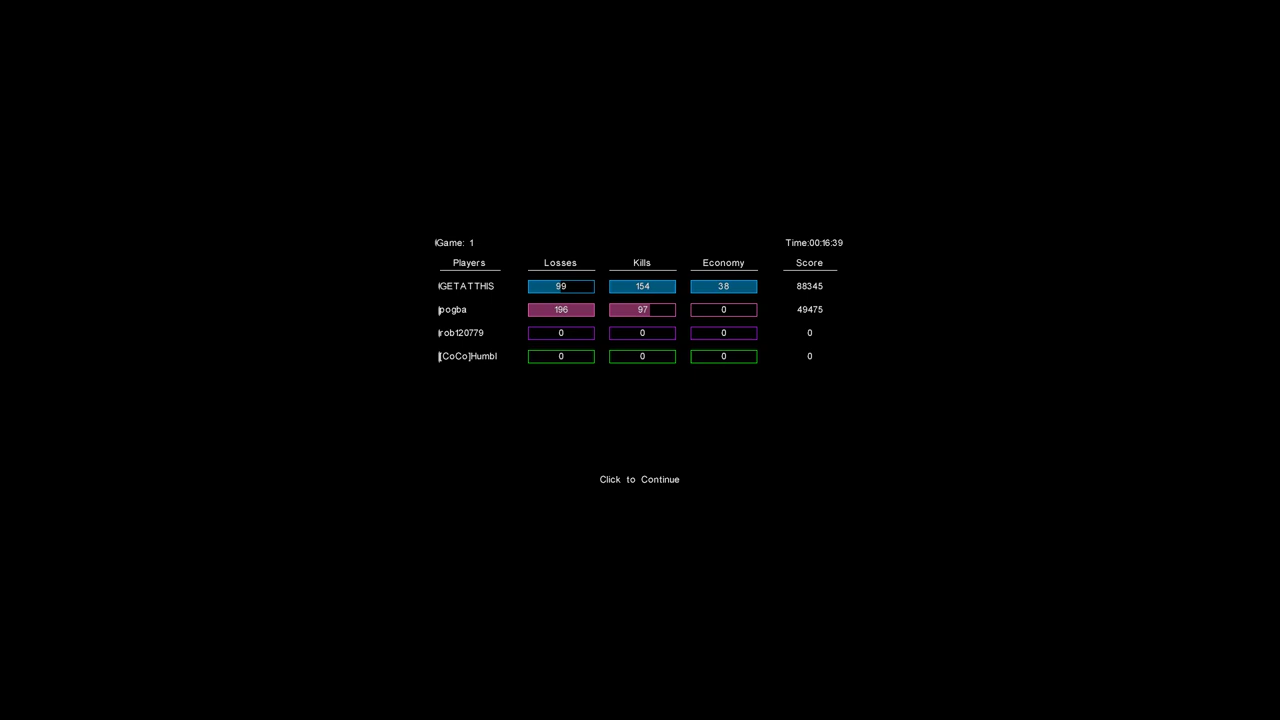 Game: 1 Time:00:16:39
Players Losses Kills Economy Score
GETATTHIS 99 154 38 88345
pogba 196 97 0 49475
rob120779 0 0 0 0
[CoCo]Humbl 0 0 0 0
Click to Continue